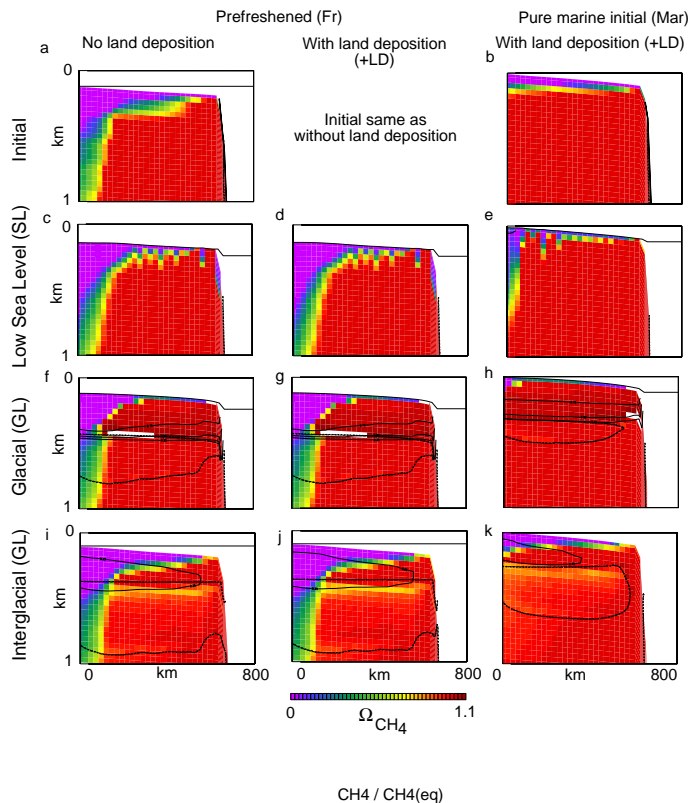 Prefreshened (Fr)
Pure marine initial (Mar)
No land deposition
With land deposition
(+LD)
With land deposition (+LD)
a
b
0
km
1
Initial
Initial same as
without land deposition
c
d
e
0
km
1
Low Sea Level (SL)
f
g
h
0
km
1
Glacial (GL)
i
j
k
0
km
1
Interglacial (GL)
0
km
800
0
km
800
0
km
800
0
1.1
ΩCH4
CH4 / CH4(eq)